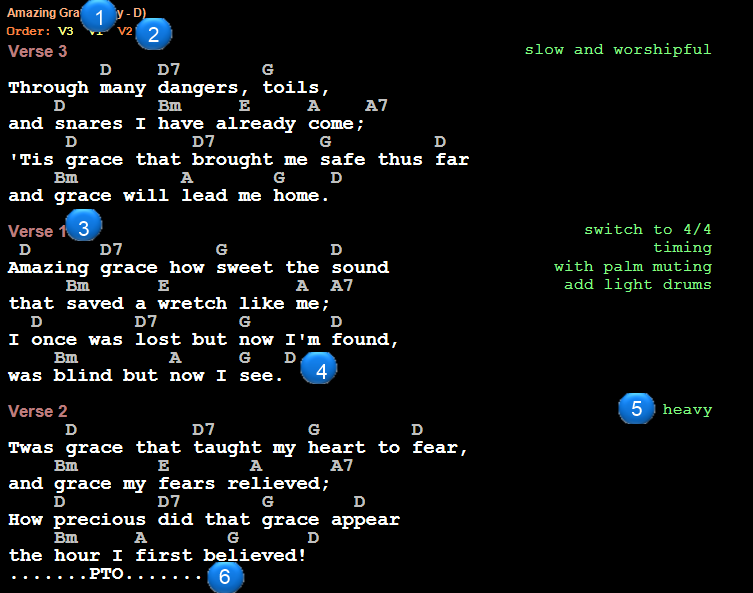 Amazing Gra y - D)
1
Order: V3 V1 V2
2
Verse 3
slow and worshipful
D D7 G
Through many dangers, toils,
D Bm E A A7
and snares I have already come;
D D7 G D
'Tis grace that brought me safe thus far
Bm A G D
and grace will lead me home.
Verse 1
3
switch to 4/4
timing
with palm muting
add light drums
D D7 G D
Amazing grace how sweet the sound
Bm E A A7
that saved a wretch like me;
D D7 G D
I once was lost but now I'm found,
Bm A G D
was blind but now I see.
4
Verse 2
5 heavy
D D7 G D
Twas grace that taught my heart to fear,
Bm E A A7
and grace my fears relieved;
D D7 G D
How precious did that grace appear
Bm A G D
the hour I first believed!
.......PTO.......
6